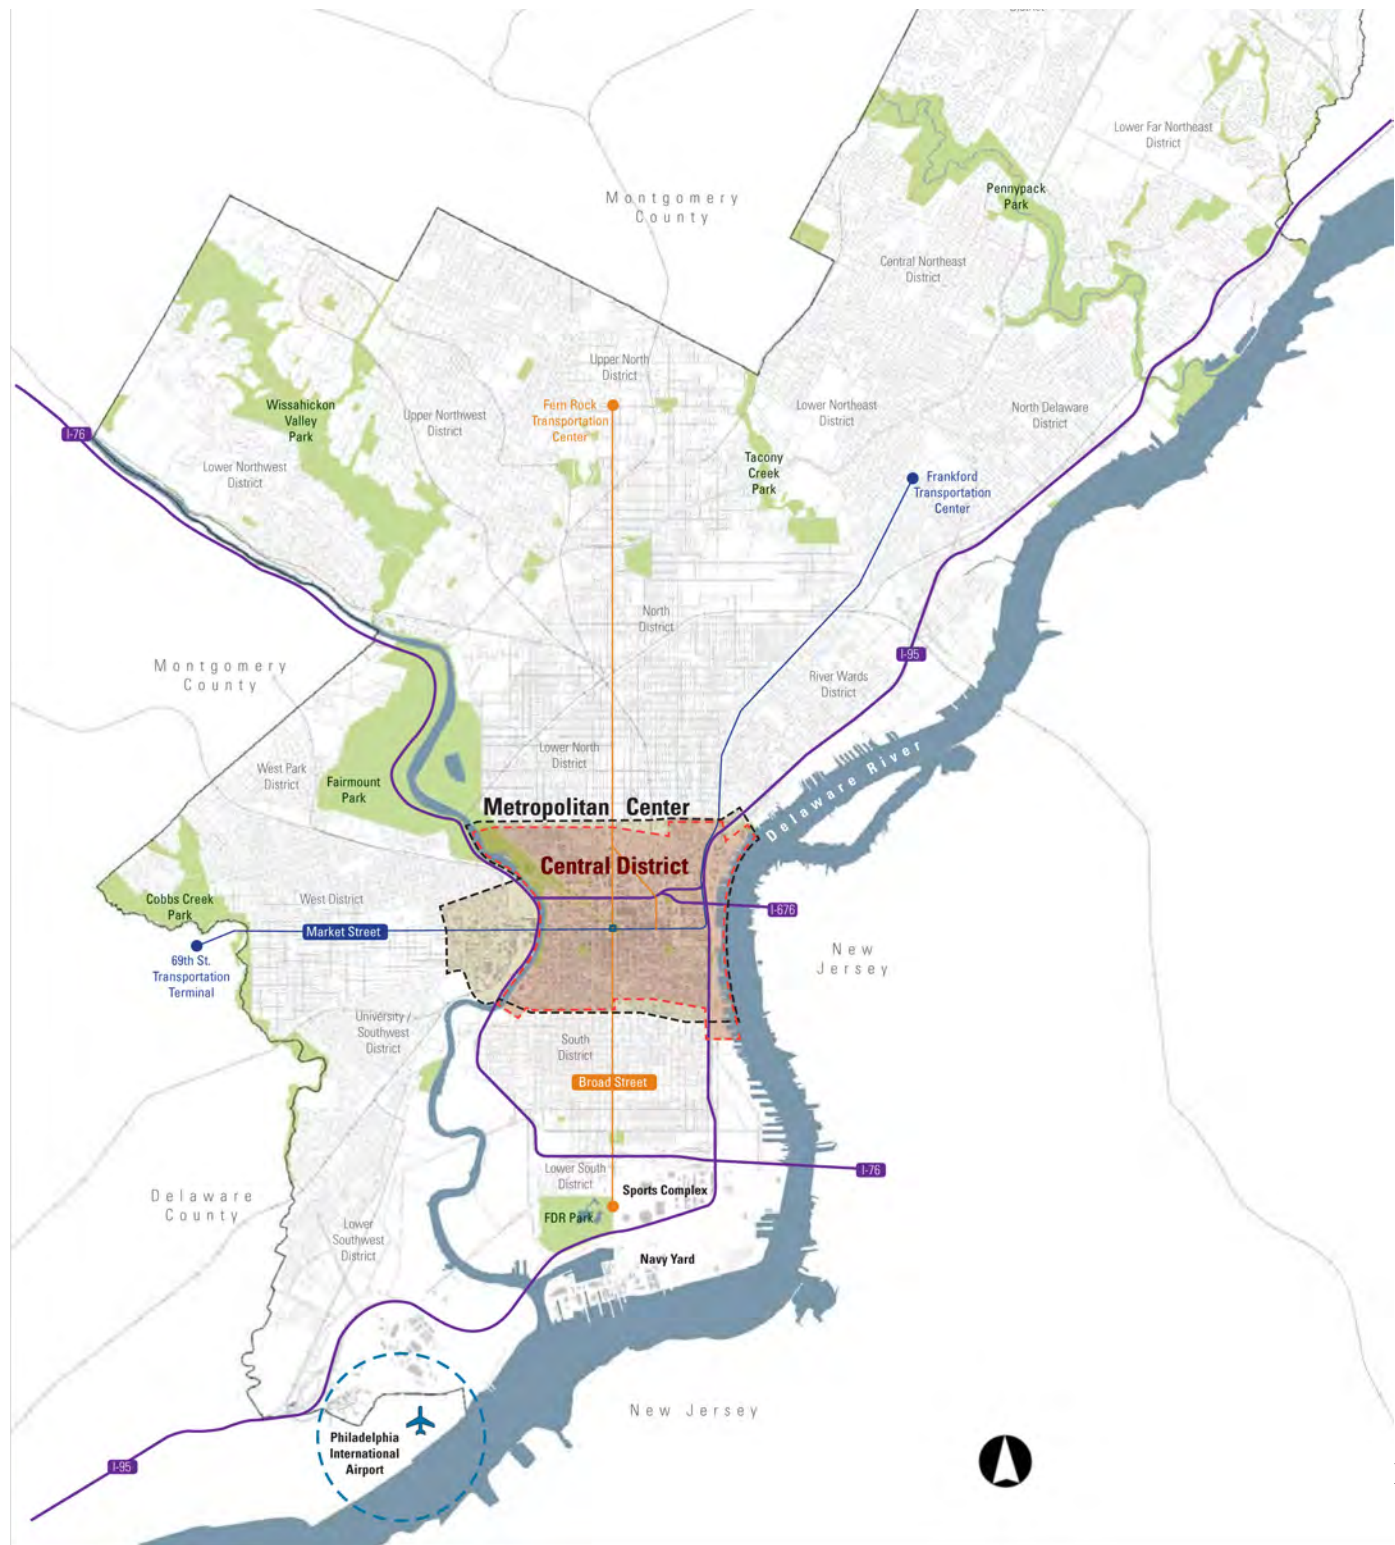 District
Lower Far Northeast
District
Pennypack
Park
Montgomery
County
Central Northeast
District
Upper North
District
Wissahickon
Valley
Park
Upper Northwest
District
Fern Rock
Transportation
Center
Lower Northeast
District
North Delaware
District
I-76
Lower Northwest
District
Tacony
Creek
Park
Frankford
Transportation
Center
North
District
Montgomery
County
I-95
River Wards
District
Lower North
District
West Park
District
Fairmount
Park
Delaware River
Metropolitan Center
Central District
Cobbs Creek
Park
West District
I-676
Market Street
69th St.
Transportation
Terminal
New
Jersey
University /
Southwest
District
South
District
Broad Street
I-76
Lower South
District
Sports Complex
Delaware
County
FDR Park
Lower
Southwest
District
Navy Yard
New Jersey
Philadelphia
International
Airport
I-95